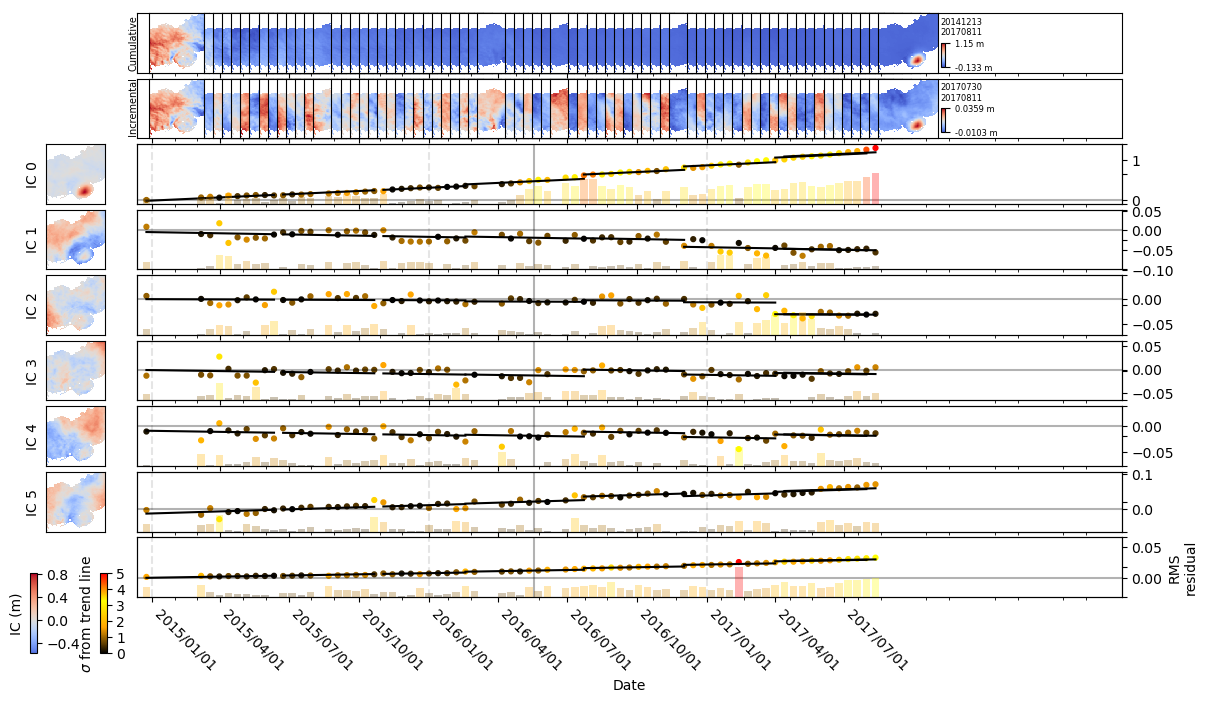 Cumulative
20141213
20170811
1.15 m
-0.133 m
Incremental
20170730
20170811
0.0359 m
-0.0103 m
IC 0
1
0
IC 1
0.05
0.00
−0.05
−0.10
IC 2
0.00
−0.05
IC 3
0.05
0.00
−0.05
IC 4
0.00
−0.05
IC 5
0.1
0.0
0.05
0.00
RMS
residual
IC (m)
0.8
0.4
0.0
−0.4
σ from trend line
5
4
3
2
1
0
2015/01/01
2015/04/01
2015/07/01
2015/10/01
2016/01/01
2016/04/01
2016/07/01
2016/10/01
2017/01/01
2017/04/01
2017/07/01
Date